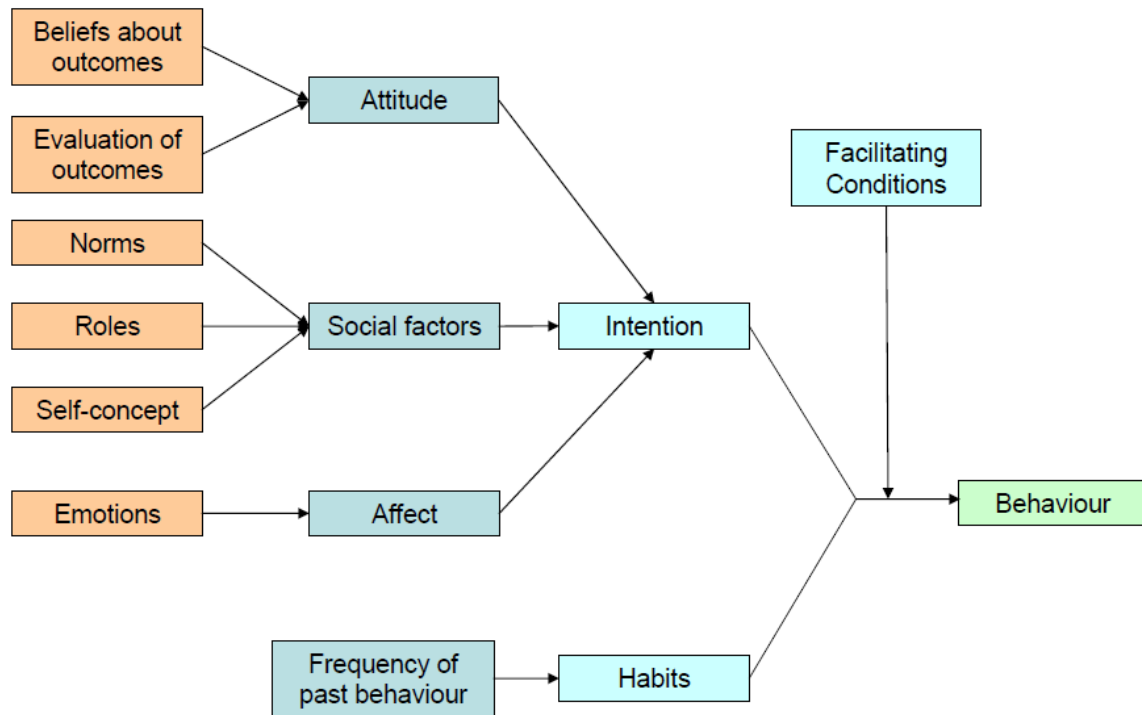 Beliefs about
outcomes
Evaluation of
outcomes
Norms
Roles
Self-concept
Emotions
Attitude
Social factors
Affect
Frequency of
past behaviour
Intention
Habits
Facilitating
Conditions
Behaviour